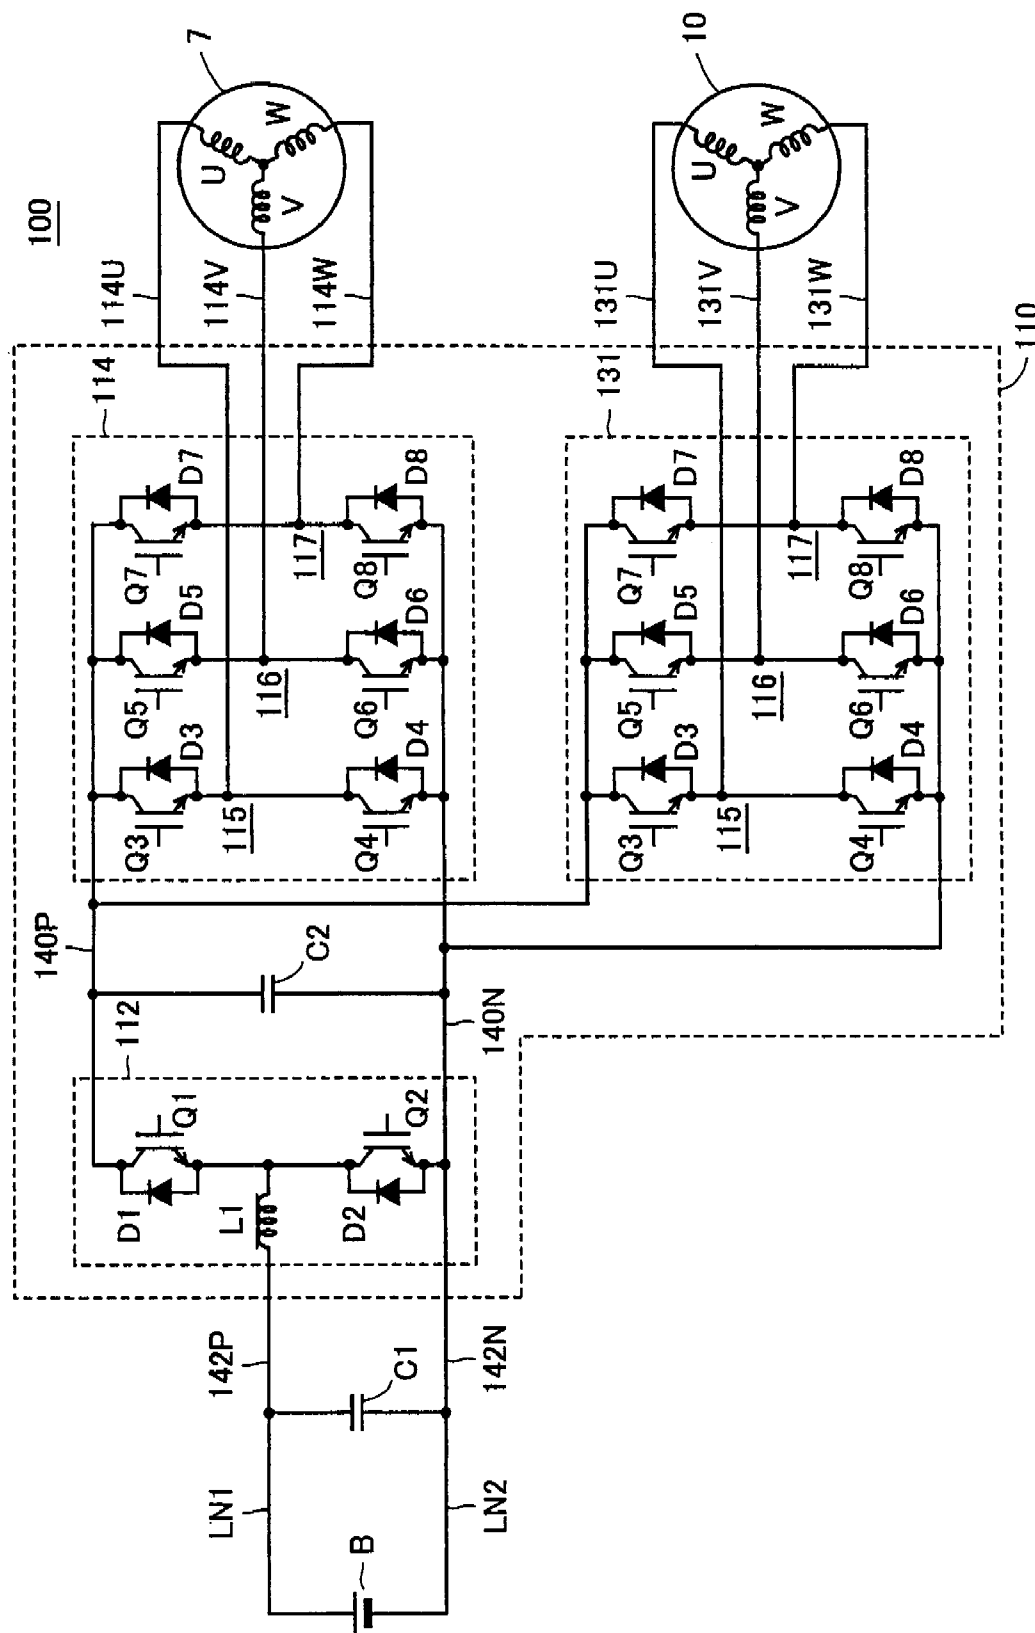 100
7
10
114U
114V
114W
131U
131V
131W
110
U
V
W
U
V
W
114
131
140P
C2
140N
112
Q3
D3
Q5
D5
Q7
D7
115
116
117
Q4
D4
Q6
D6
Q8
D8
Q3
D3
Q5
D5
Q7
D7
115
116
117
Q4
D4
Q6
D6
Q8
D8
D1
Q1
L1
D2
Q2
142P
C1
142N
LN1
LN2
B